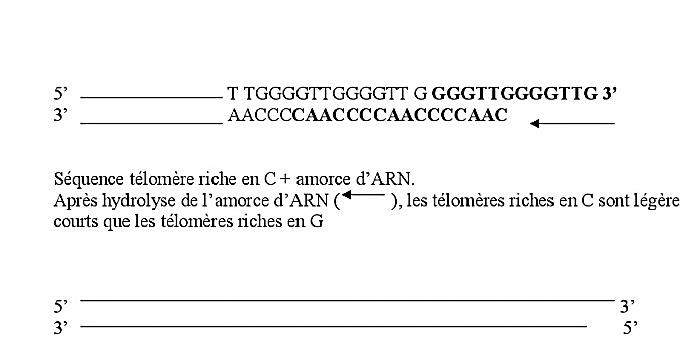 5' T TGGGGTTGGGGTT G GGGTTGGGGTTG 3'
3' AACCCCAACCCCAACCCCAAC
Séquence télomère riche en C + amorce d'ARN.
Après hydrolyse de l'amorce d'ARN ( ), les télomères riches en C sont légère
courts que les télomères riches en G
5' 3'
3' 5'